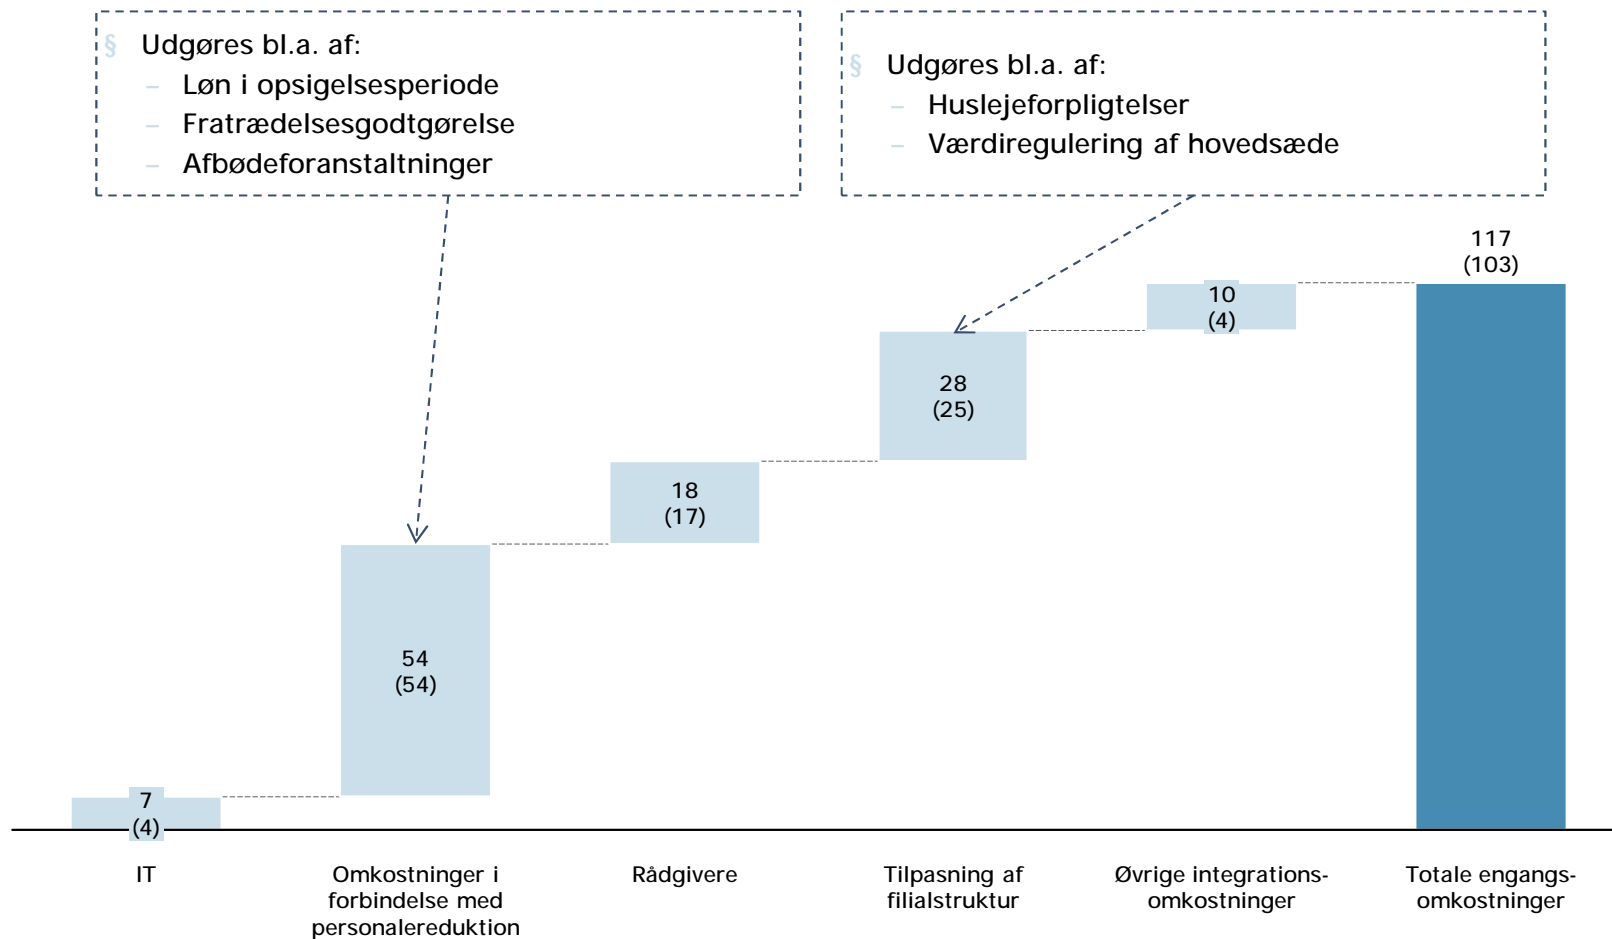 § Udgøres bl.a. af:
– Løn i opsigelsesperiode
– Fratrædelsesgodtgørelse
– Afbødeforanstaltninger
§ Udgøres bl.a. af:
– Huslejeforpligtelser
– Værdiregulering af hovedsæde
7
(4)
54
(54)
18
(17)
28
(25)
10
(4)
117
(103)
IT
Omkostninger i
forbindelse med
personalereduktion
Rådgivere
Tilpasning af
filialstruktur
Øvrige integrations-
omkostninger
Totale engangs-
omkostninger